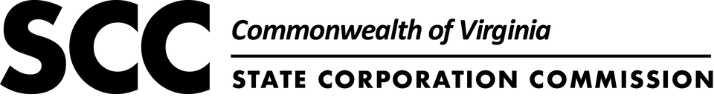 SCC
Commonwealth of Virginia
STATE CORPORATION COMMISSION